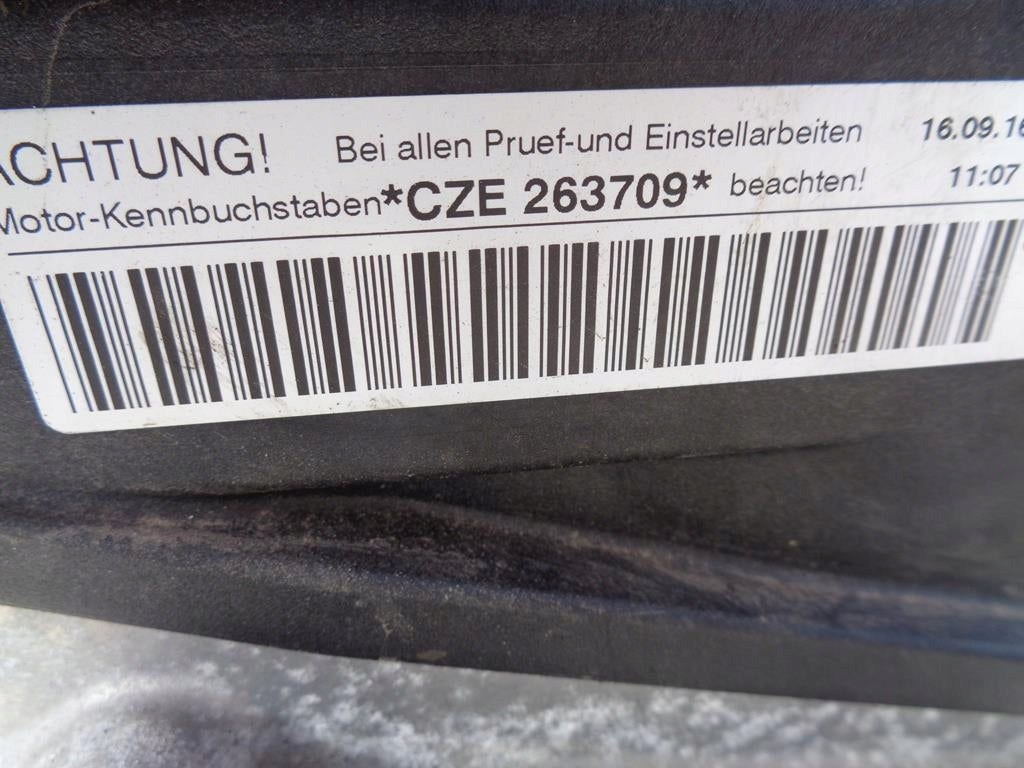 ACHTUNG! Bei allen Pruef-und Einstellarbeiten 16.09.16
Motor-Kennbuchstaben*CZE 263709* beachten! 11:07